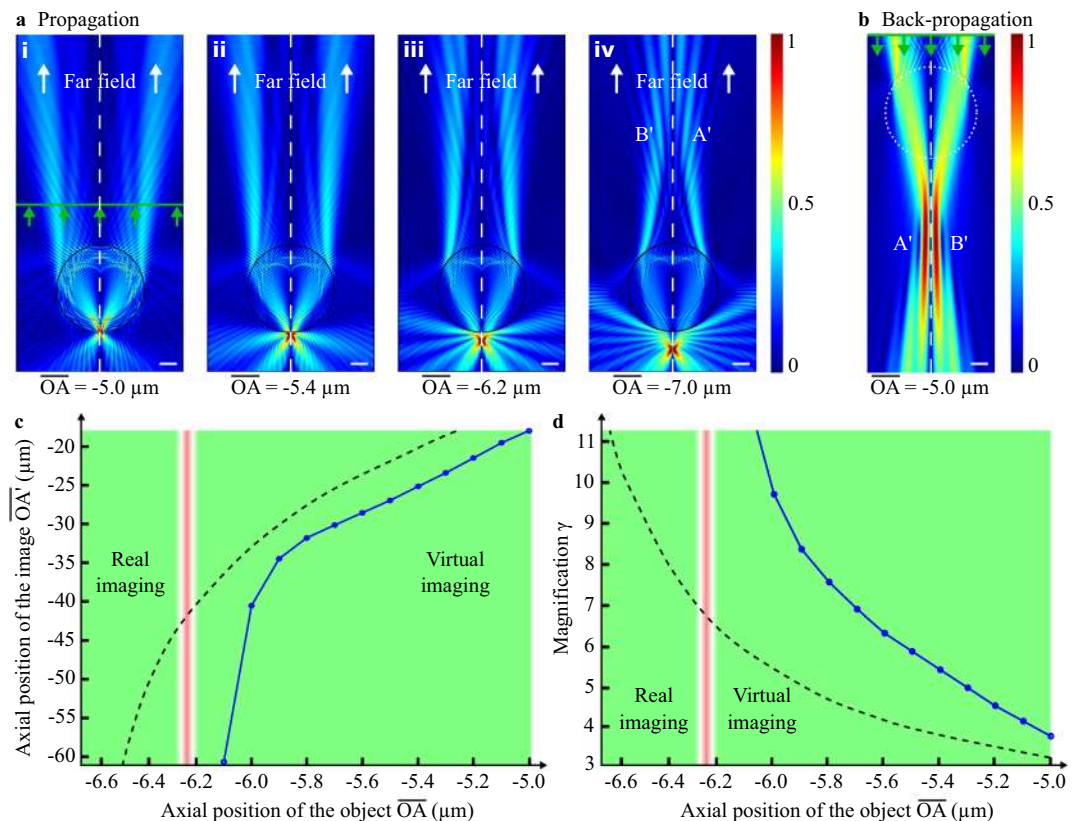 a Propagation
i
Far field
OA = -5.0 µm
ii
Far field
OA = -5.4 µm
iii
Far field
OA = -6.2 µm
iv
Far field
B'
A'
OA = -7.0 µm
1
0.5
0
b Back-propagation
A'
B'
OA = -5.0 µm
1
0.5
0
c
Axial position of the image OA' (µm)
-20
-25
-30
-35
-40
-45
-50
-55
-60
Real
imaging
Virtual
imaging
-6.6
-6.4
-6.2
-6.0
-5.8
-5.6
-5.4
-5.2
-5.0
Axial position of the object OA (µm)
d
Magnification γ
11
10
9
8
7
6
5
4
3
Real
imaging
Virtual
imaging
-6.6
-6.4
-6.2
-6.0
-5.8
-5.6
-5.4
-5.2
-5.0
Axial position of the object OA (µm)